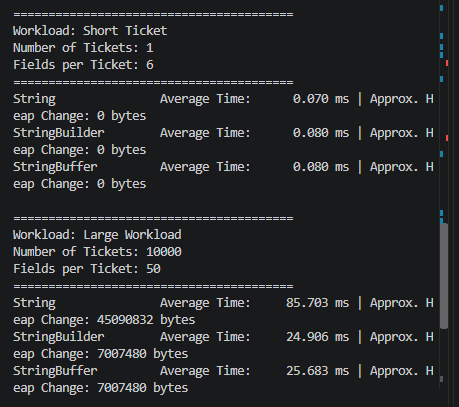 ========================================
Workload: Short Ticket
Number of Tickets: 1
Fields per Ticket: 6
========================================
String               Average Time:      0.070 ms | Approx. H
eap Change: 0 bytes
StringBuilder        Average Time:      0.080 ms | Approx. H
eap Change: 0 bytes
StringBuffer         Average Time:      0.080 ms | Approx. H
eap Change: 0 bytes

========================================
Workload: Large Workload
Number of Tickets: 10000
Fields per Ticket: 50
========================================
String               Average Time:     85.703 ms | Approx. H
eap Change: 45090832 bytes
StringBuilder        Average Time:     24.906 ms | Approx. H
eap Change: 7007480 bytes
StringBuffer         Average Time:     25.683 ms | Approx. H
eap Change: 7007480 bytes